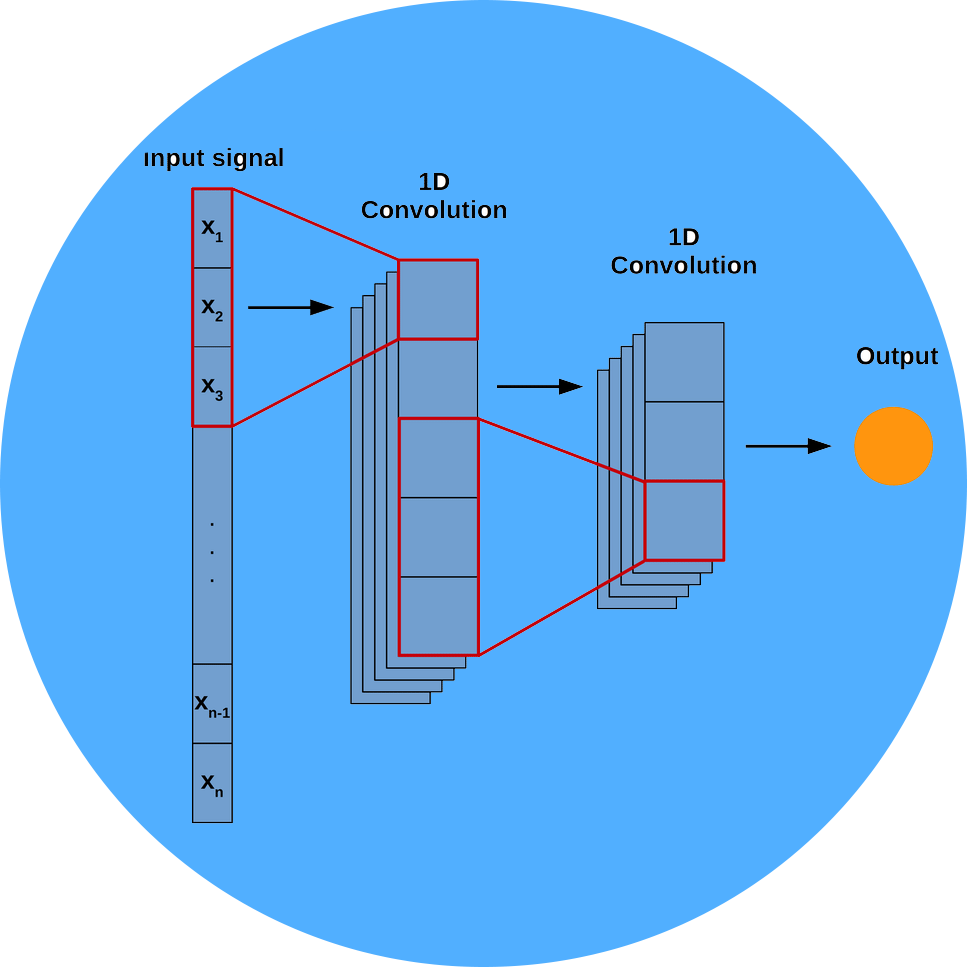 Input signal
1D
Convolution
1D
Convolution
Output
x1
x2
x3
.
.
.
xn-1
xn